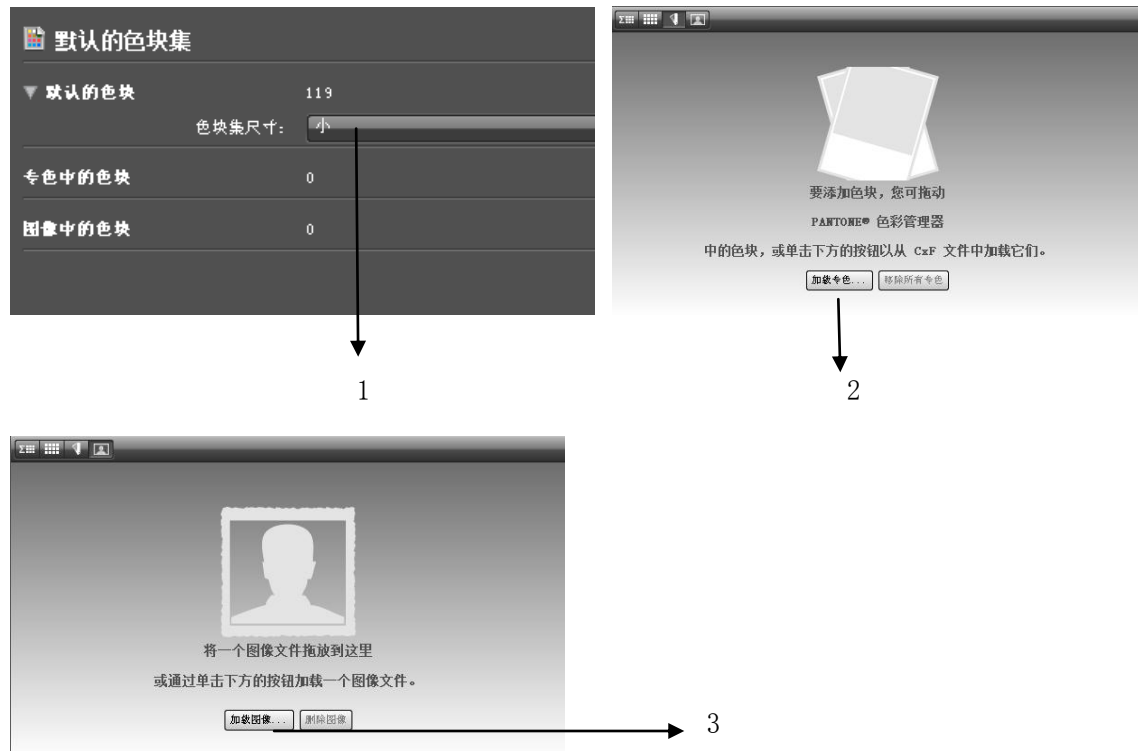 默认的色块集
默认的色块 119
色块集尺寸: 小
专色中的色块 0
图像中的色块 0
1
要添加色块，您可拖动
PANTONE® 色彩管理器
中的色块，或单击下方的按钮以从 CxF 文件中加载它们。
加载专色... 移除所有专色
2
将一个图像文件拖放到这里
或通过单击下方的按钮加载一个图像文件。
加载图像... 删除图像
3